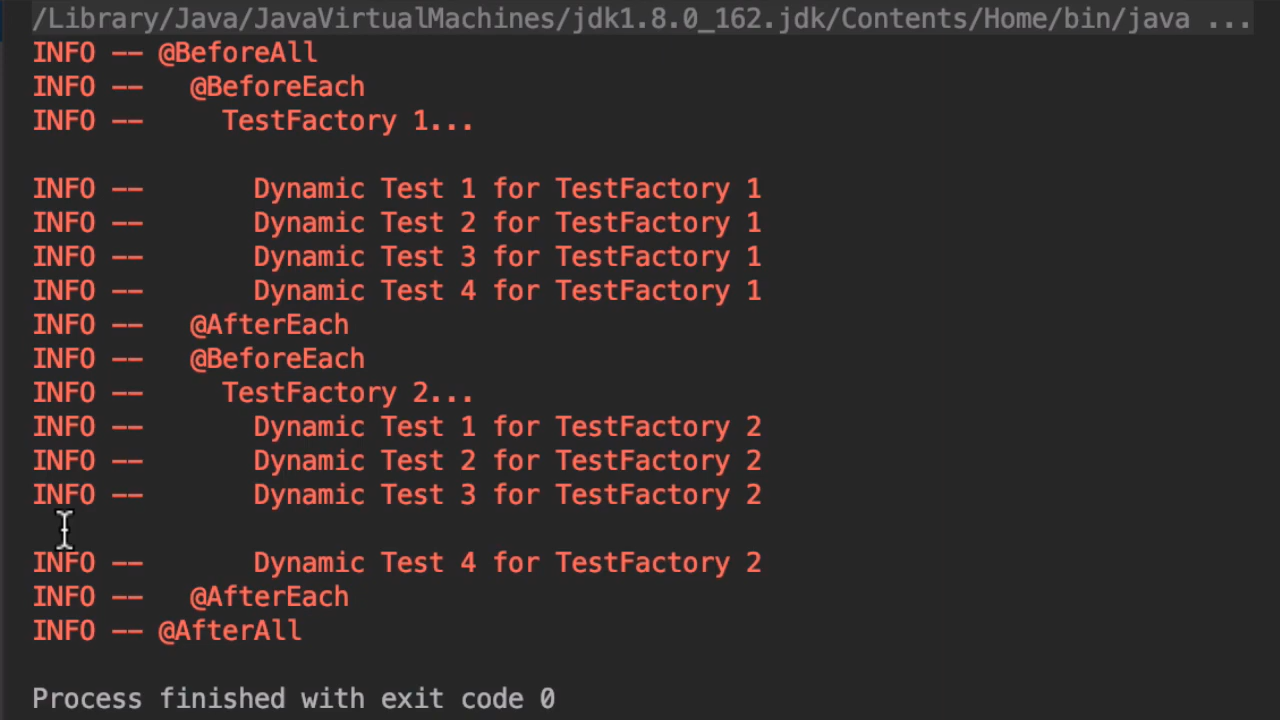 /Library/Java/JavaVirtualMachines/jdk1.8.0_162.jdk/Contents/Home/bin/java ...
INFO -- @BeforeAll
INFO --   @BeforeEach
INFO --     TestFactory 1...
INFO --       Dynamic Test 1 for TestFactory 1
INFO --       Dynamic Test 2 for TestFactory 1
INFO --       Dynamic Test 3 for TestFactory 1
INFO --       Dynamic Test 4 for TestFactory 1
INFO --   @AfterEach
INFO --   @BeforeEach
INFO --     TestFactory 2...
INFO --       Dynamic Test 1 for TestFactory 2
INFO --       Dynamic Test 2 for TestFactory 2
INFO --       Dynamic Test 3 for TestFactory 2
INFO --       Dynamic Test 4 for TestFactory 2
INFO --   @AfterEach
INFO -- @AfterAll
Process finished with exit code 0